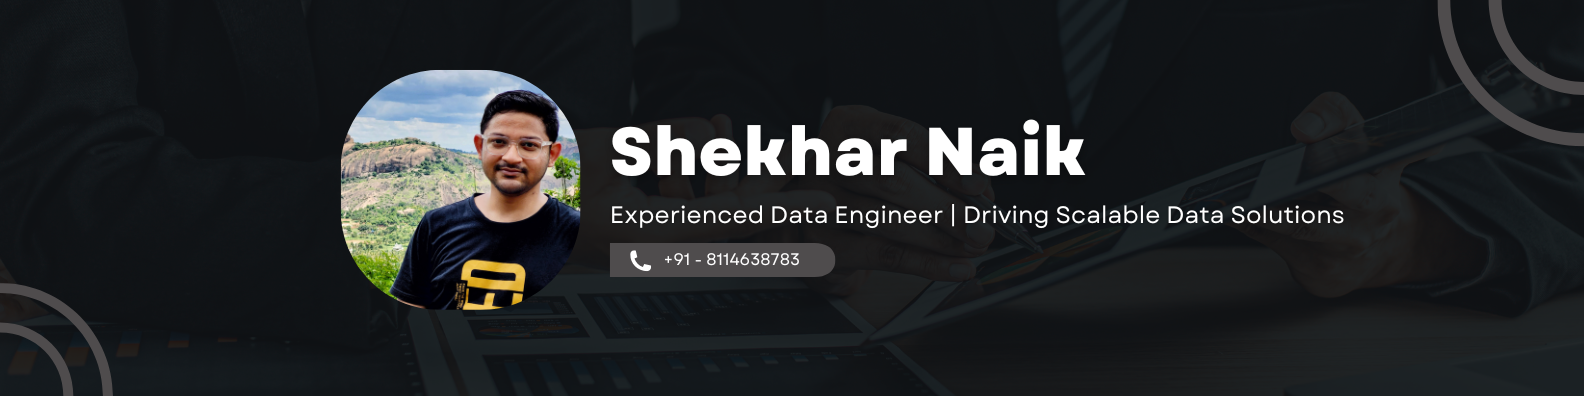 Shekhar Naik
Experienced Data Engineer | Driving Scalable Data Solutions
+91 - 8114638783